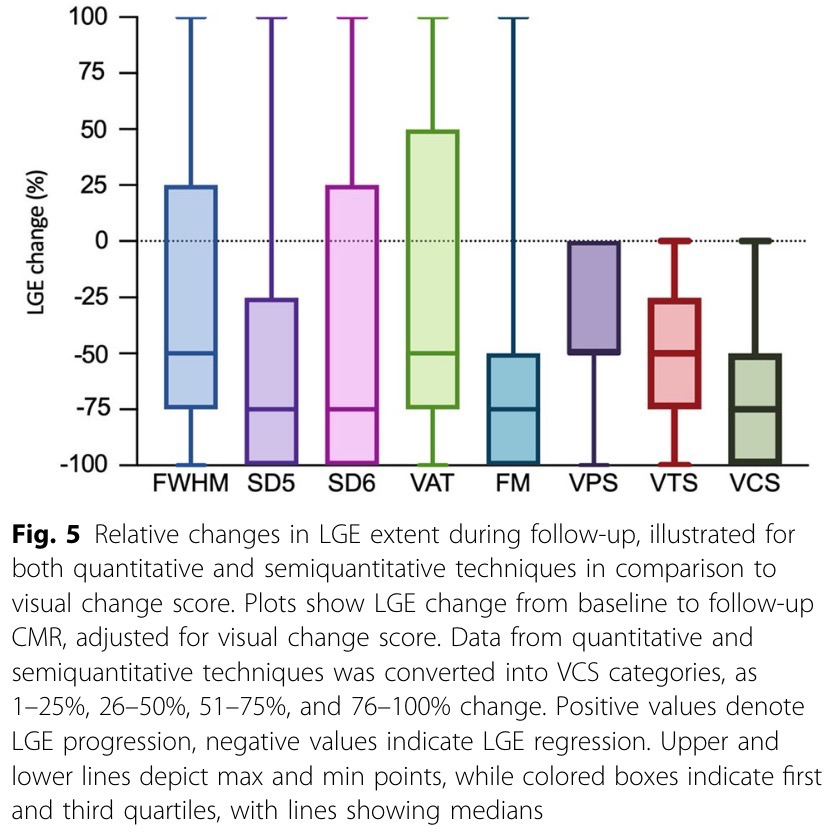 100
75
50
25
0
-25
-50
-75
-100
LGE change (%)
FWHM SD5 SD6 VAT FM VPS VTS VCS
Fig. 5 Relative changes in LGE extent during follow-up, illustrated for
both quantitative and semiquantitative techniques in comparison to
visual change score. Plots show LGE change from baseline to follow-up
CMR, adjusted for visual change score. Data from quantitative and
semiquantitative techniques was converted into VCS categories, as
1–25%, 26–50%, 51–75%, and 76–100% change. Positive values denote
LGE progression, negative values indicate LGE regression. Upper and
lower lines depict max and min points, while colored boxes indicate first
and third quartiles, with lines showing medians